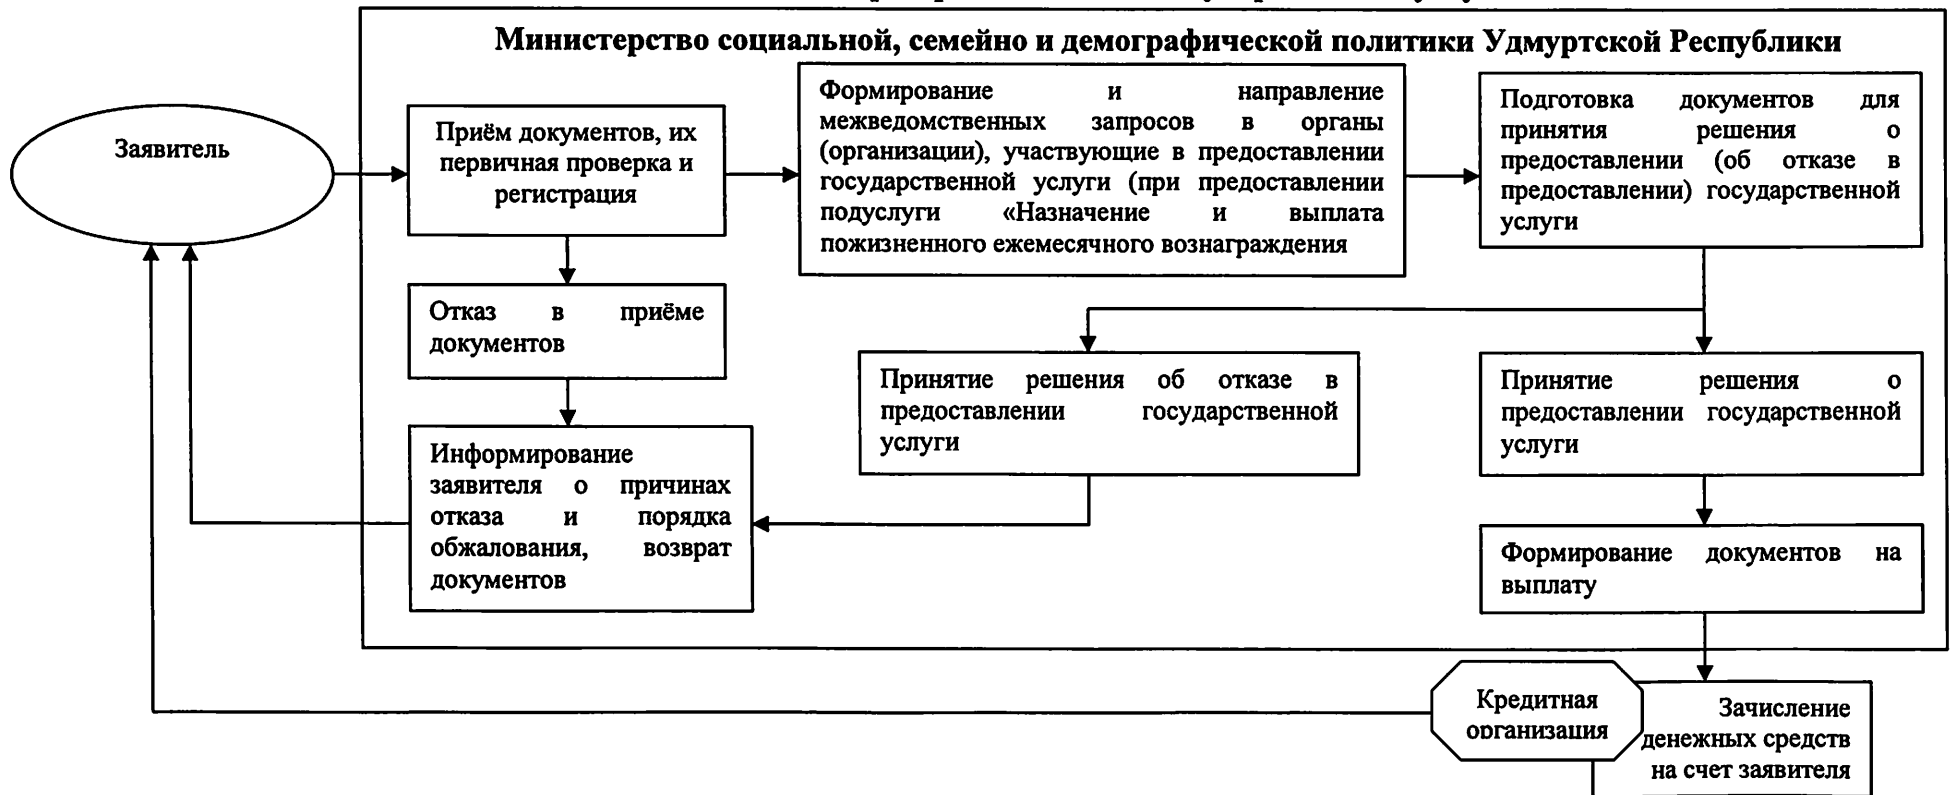 Министерство социальной, семейно и демографической политики Удмуртской Республики
Заявитель
Приём документов, их
первичная проверка и
регистрация
Формирование и направление
межведомственных запросов в органы
(организации), участвующие в предоставлении
государственной услуги (при предоставлении
подуслуги «Назначение и выплата
пожизненного ежемесячного вознаграждения
Подготовка документов для
принятия решения о
предоставлении (об отказе в
предоставлении) государственной
услуги
Отказ в приёме
документов
Принятие решения об отказе в
предоставлении государственной
услуги
Принятие решения о
предоставлении государственной
услуги
Информирование
заявителя о причинах
отказа и порядка
обжалования, возврат
документов
Формирование документов на
выплату
Кредитная
организация
Зачисление
денежных средств
на счет заявителя